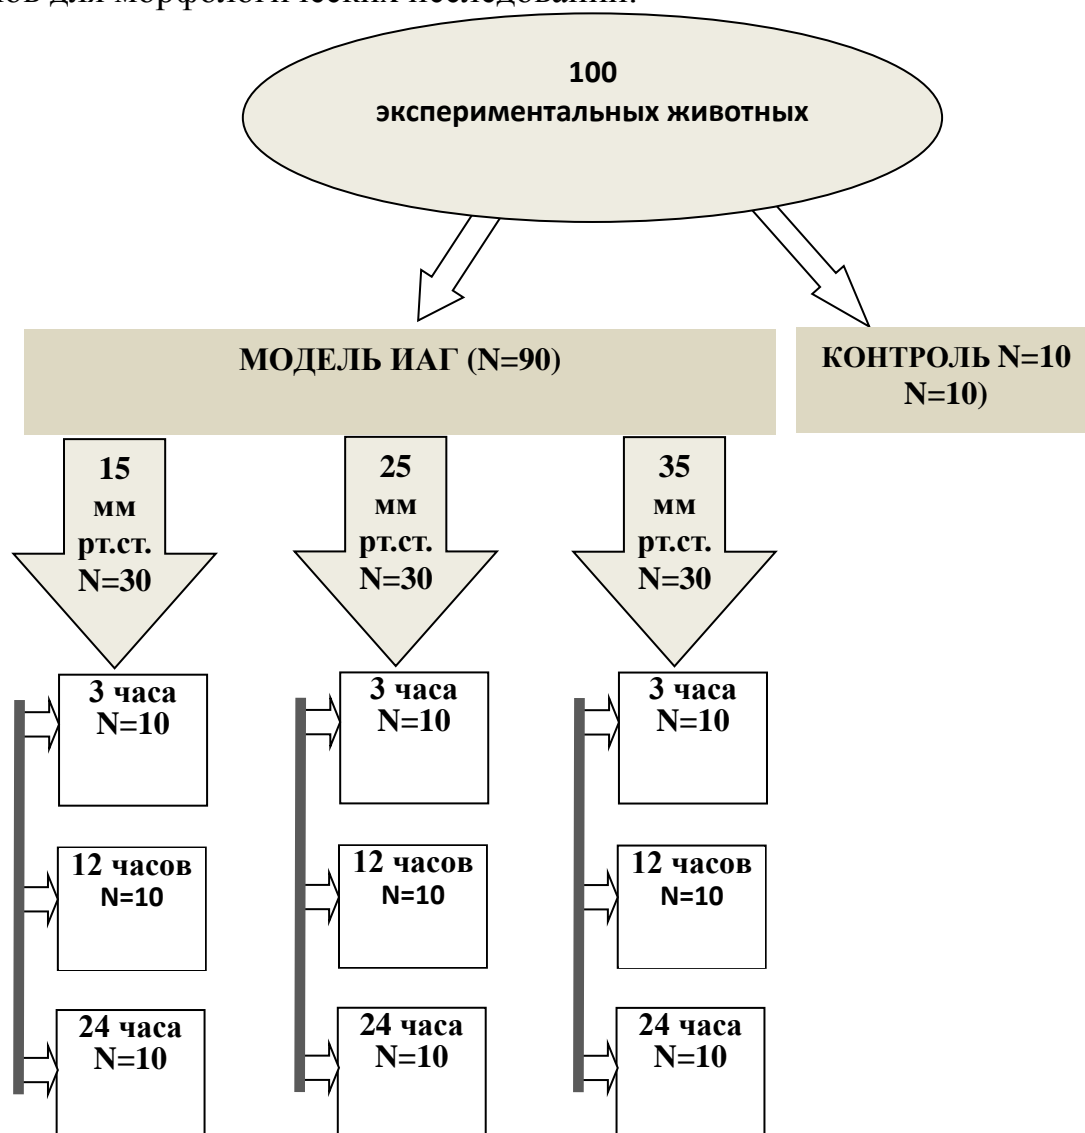 для морфологических исследований.
100
экспериментальных животных
МОДЕЛЬ ИАГ (N=90)
КОНТРОЛЬ N=10
N=10)
15
мм
рт.ст.
N=30
25
мм
рт.ст.
N=30
35
мм
рт.ст.
N=30
3 часа
N=10
3 часа
N=10
3 часа
N=10
12 часов
N=10
12 часов
N=10
12 часов
N=10
24 часа
N=10
24 часа
N=10
24 часа
N=10